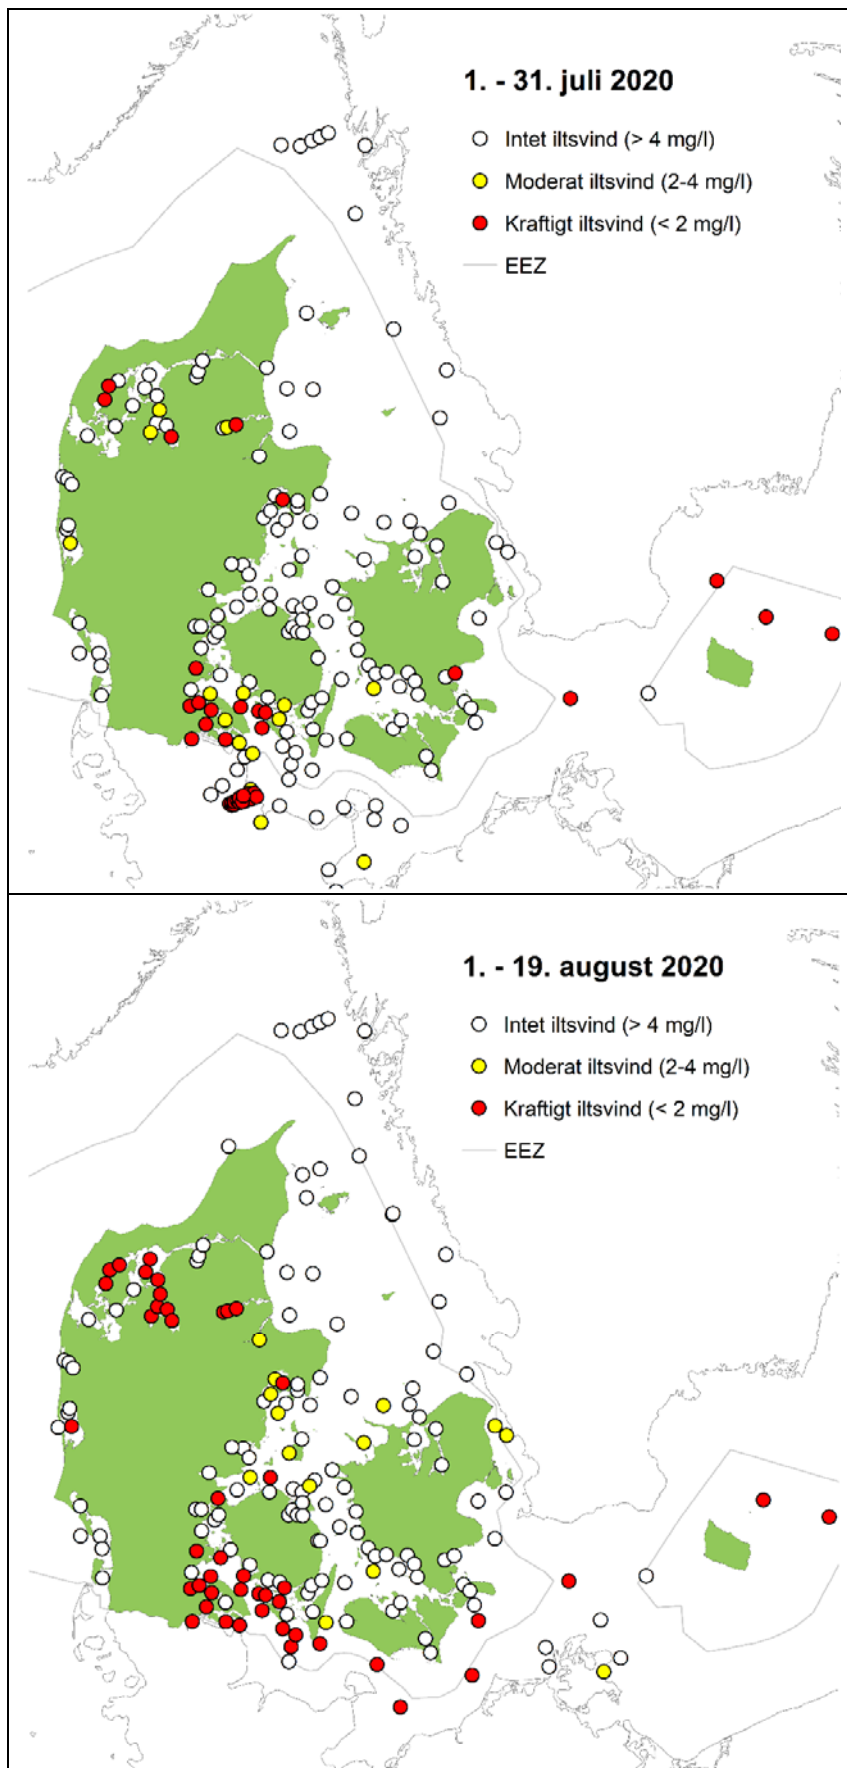 1. - 31. juli 2020
Intet iltsvind (> 4 mg/l)
Moderat iltsvind (2-4 mg/l)
Kraftigt iltsvind (< 2 mg/l)
EEZ
1. - 19. august 2020
Intet iltsvind (> 4 mg/l)
Moderat iltsvind (2-4 mg/l)
Kraftigt iltsvind (< 2 mg/l)
EEZ